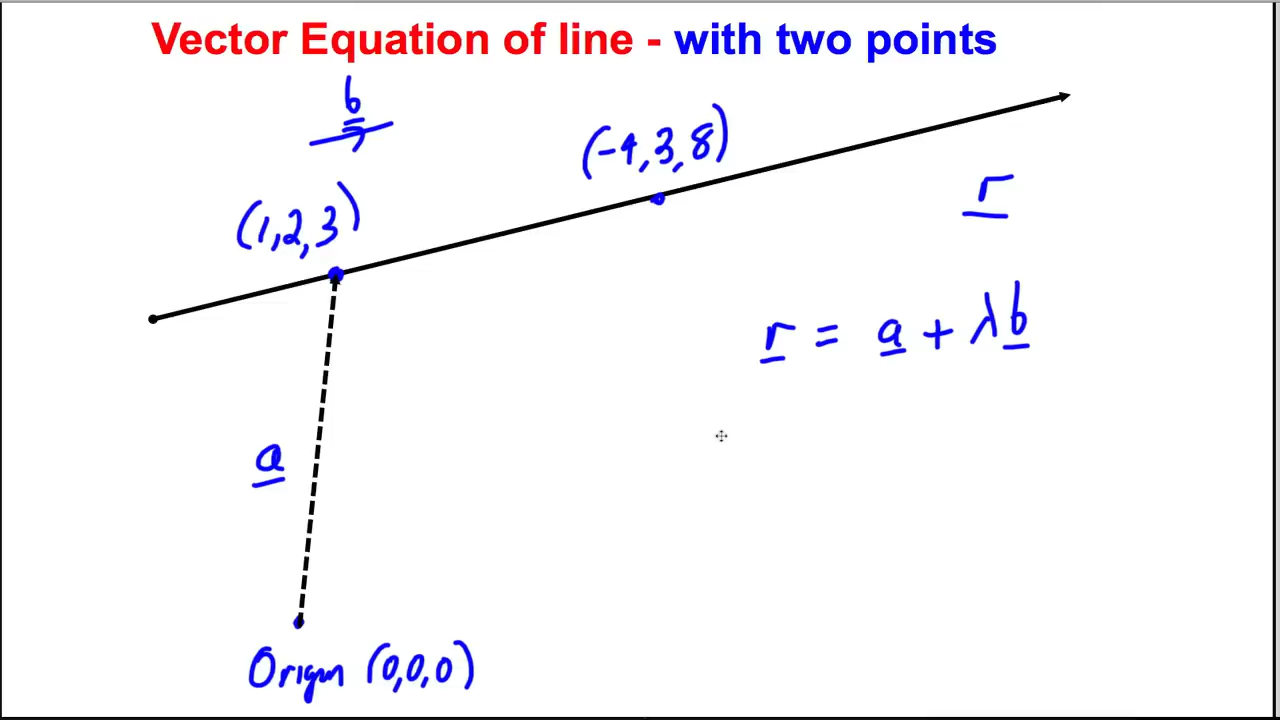 Vector Equation of line - with two points
b
(-4,3,8)
(1,2,3)
r
r = a + λb
a
Origin (0,0,0)